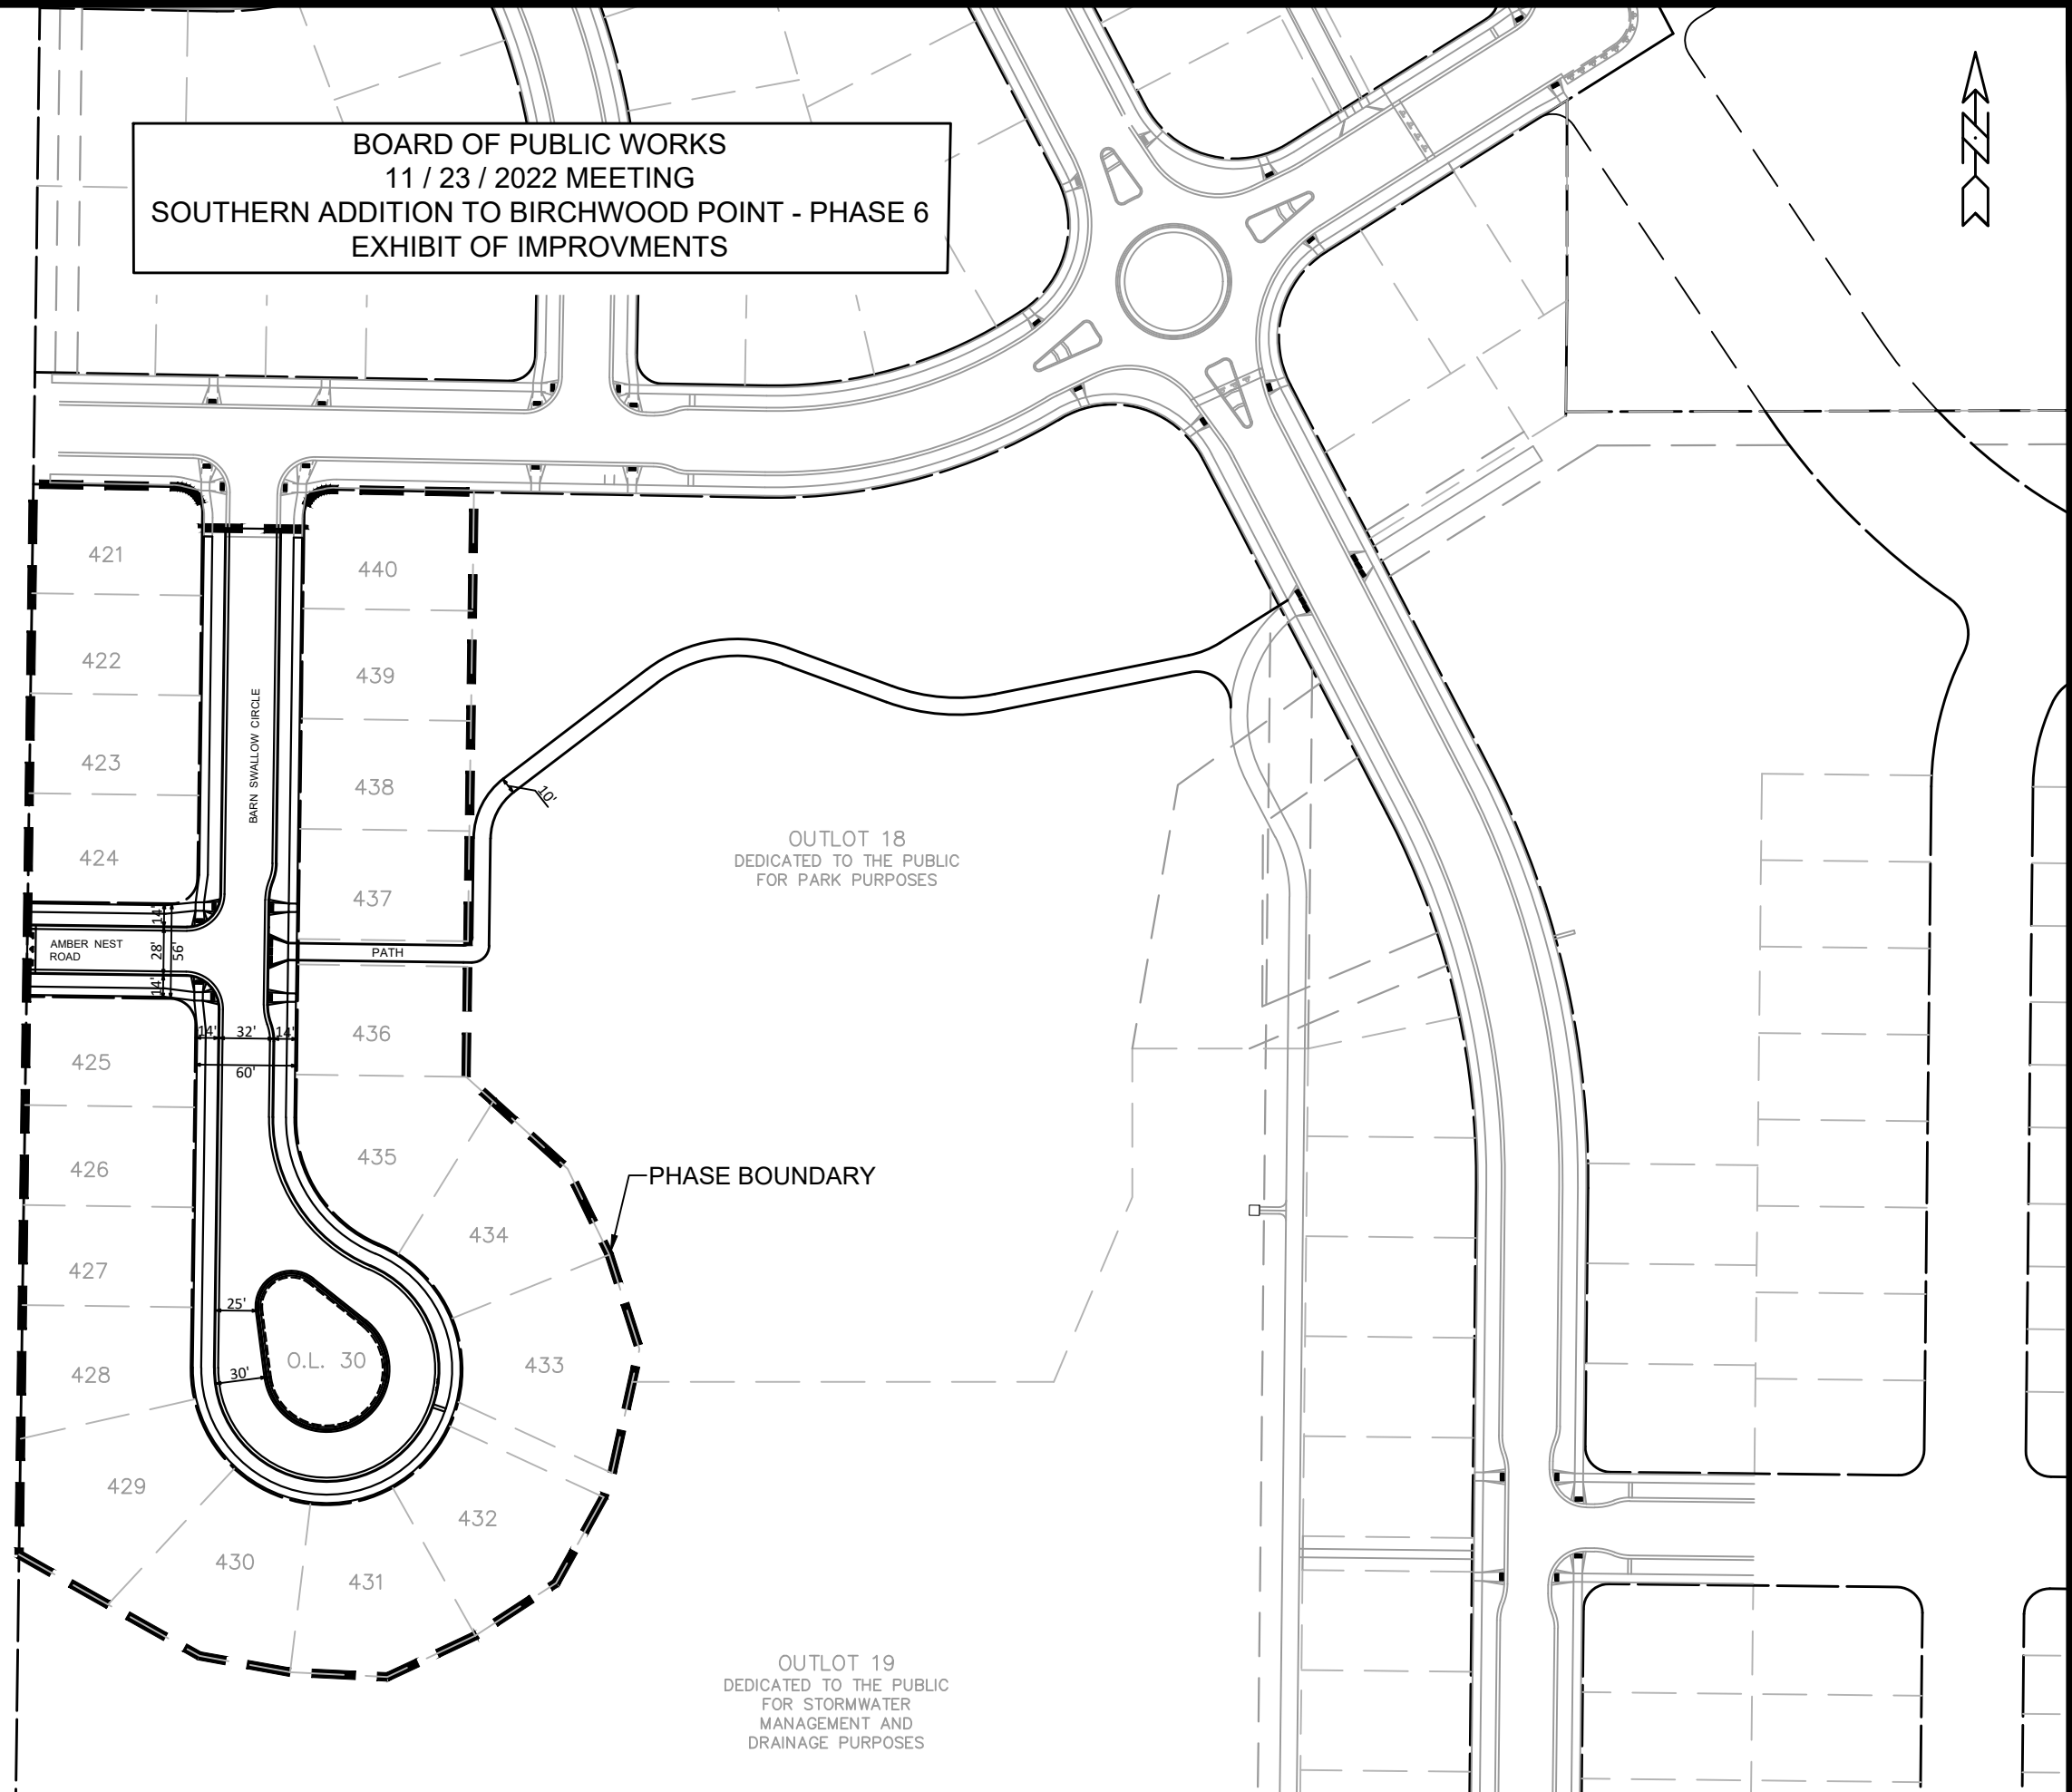 BOARD OF PUBLIC WORKS
11 / 23 / 2022 MEETING
SOUTHERN ADDITION TO BIRCHWOOD POINT - PHASE 6
EXHIBIT OF IMPROVMENTS
N
421
440
422
439
BARN SWALLOW CIRCLE
423
438
10'
424
437
OUTLOT 18
DEDICATED TO THE PUBLIC
FOR PARK PURPOSES
AMBER NEST
ROAD
14'
28'
56'
14'
PATH
14'
32'
14'
60'
436
425
435
426
PHASE BOUNDARY
434
427
25'
O.L. 30
30'
433
428
429
432
430
431
OUTLOT 19
DEDICATED TO THE PUBLIC
FOR STORMWATER
MANAGEMENT AND
DRAINAGE PURPOSES